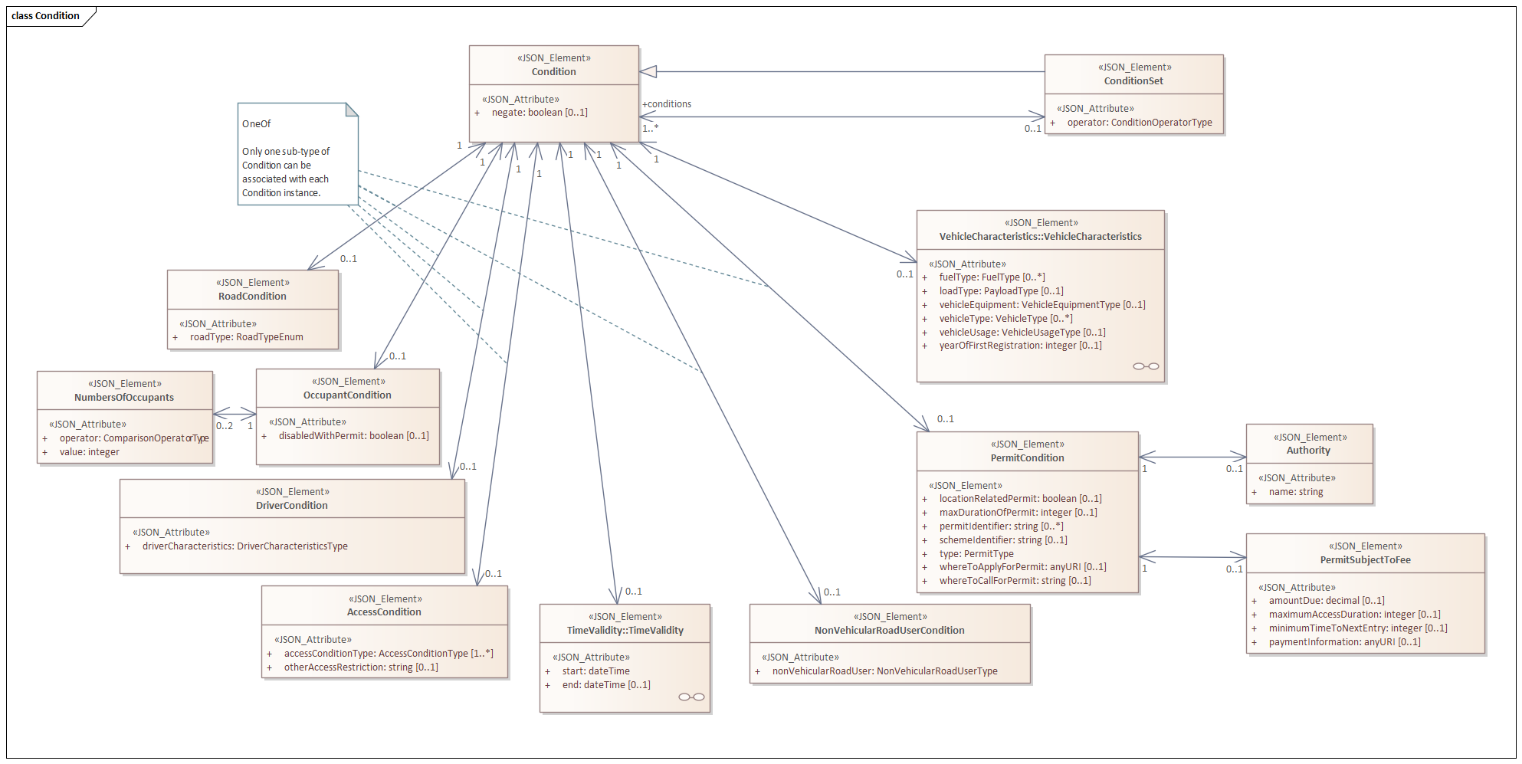 class Condition
«JSON_Element»
Condition
«JSON_Attribute»
+ negate: boolean [0..1]
«JSON_Element»
ConditionSet
«JSON_Attribute»
+ operator: ConditionOperatorType
+conditions
1..*
0..1
OneOf
Only one sub-type of
Condition can be
associated with each
Condition instance.
1
1
1
1
1
1
1
1
«JSON_Element»
VehicleCharacteristics::VehicleCharacteristics
«JSON_Attribute»
+ fuelType: FuelType [0..*]
+ loadType: PayloadType [0..1]
+ vehicleEquipment: VehicleEquipmentType [0..1]
+ vehicleType: VehicleType [0..*]
+ vehicleUsage: VehicleUsageType [0..1]
+ yearOfFirstRegistration: integer [0..1]
0..1
0..1
«JSON_Element»
RoadCondition
«JSON_Attribute»
+ roadType: RoadTypeEnum
0..1
«JSON_Element»
NumbersOfOccupants
«JSON_Attribute»
+ operator: ComparisonOperatorType
+ value: integer
0..2
1
«JSON_Element»
OccupantCondition
«JSON_Attribute»
+ disabledWithPermit: boolean [0..1]
0..1
«JSON_Element»
PermitCondition
«JSON_Element»
+ locationRelatedPermit: boolean [0..1]
+ maxDurationOfPermit: integer [0..1]
+ permitIdentifier: string [0..*]
+ schemeIdentifier: string [0..1]
+ type: PermitType
+ whereToApplyForPermit: anyURI [0..1]
+ whereToCallForPermit: string [0..1]
1
0..1
«JSON_Element»
Authority
«JSON_Attribute»
+ name: string
0..1
«JSON_Element»
DriverCondition
«JSON_Attribute»
+ driverCharacteristics: DriverCharacteristicsType
1
0..1
«JSON_Element»
PermitSubjectToFee
«JSON_Attribute»
+ amountDue: decimal [0..1]
+ maximumAccessDuration: integer [0..1]
+ minimumTimeToNextEntry: integer [0..1]
+ paymentInformation: anyURI [0..1]
0..1
«JSON_Element»
AccessCondition
«JSON_Attribute»
+ accessConditionType: AccessConditionType [1..*]
+ otherAccessRestriction: string [0..1]
0..1
«JSON_Element»
TimeValidity::TimeValidity
«JSON_Attribute»
+ start: dateTime
+ end: dateTime [0..1]
0..1
«JSON_Element»
NonVehicularRoadUserCondition
«JSON_Attribute»
+ nonVehicularRoadUser: NonVehicularRoadUserType